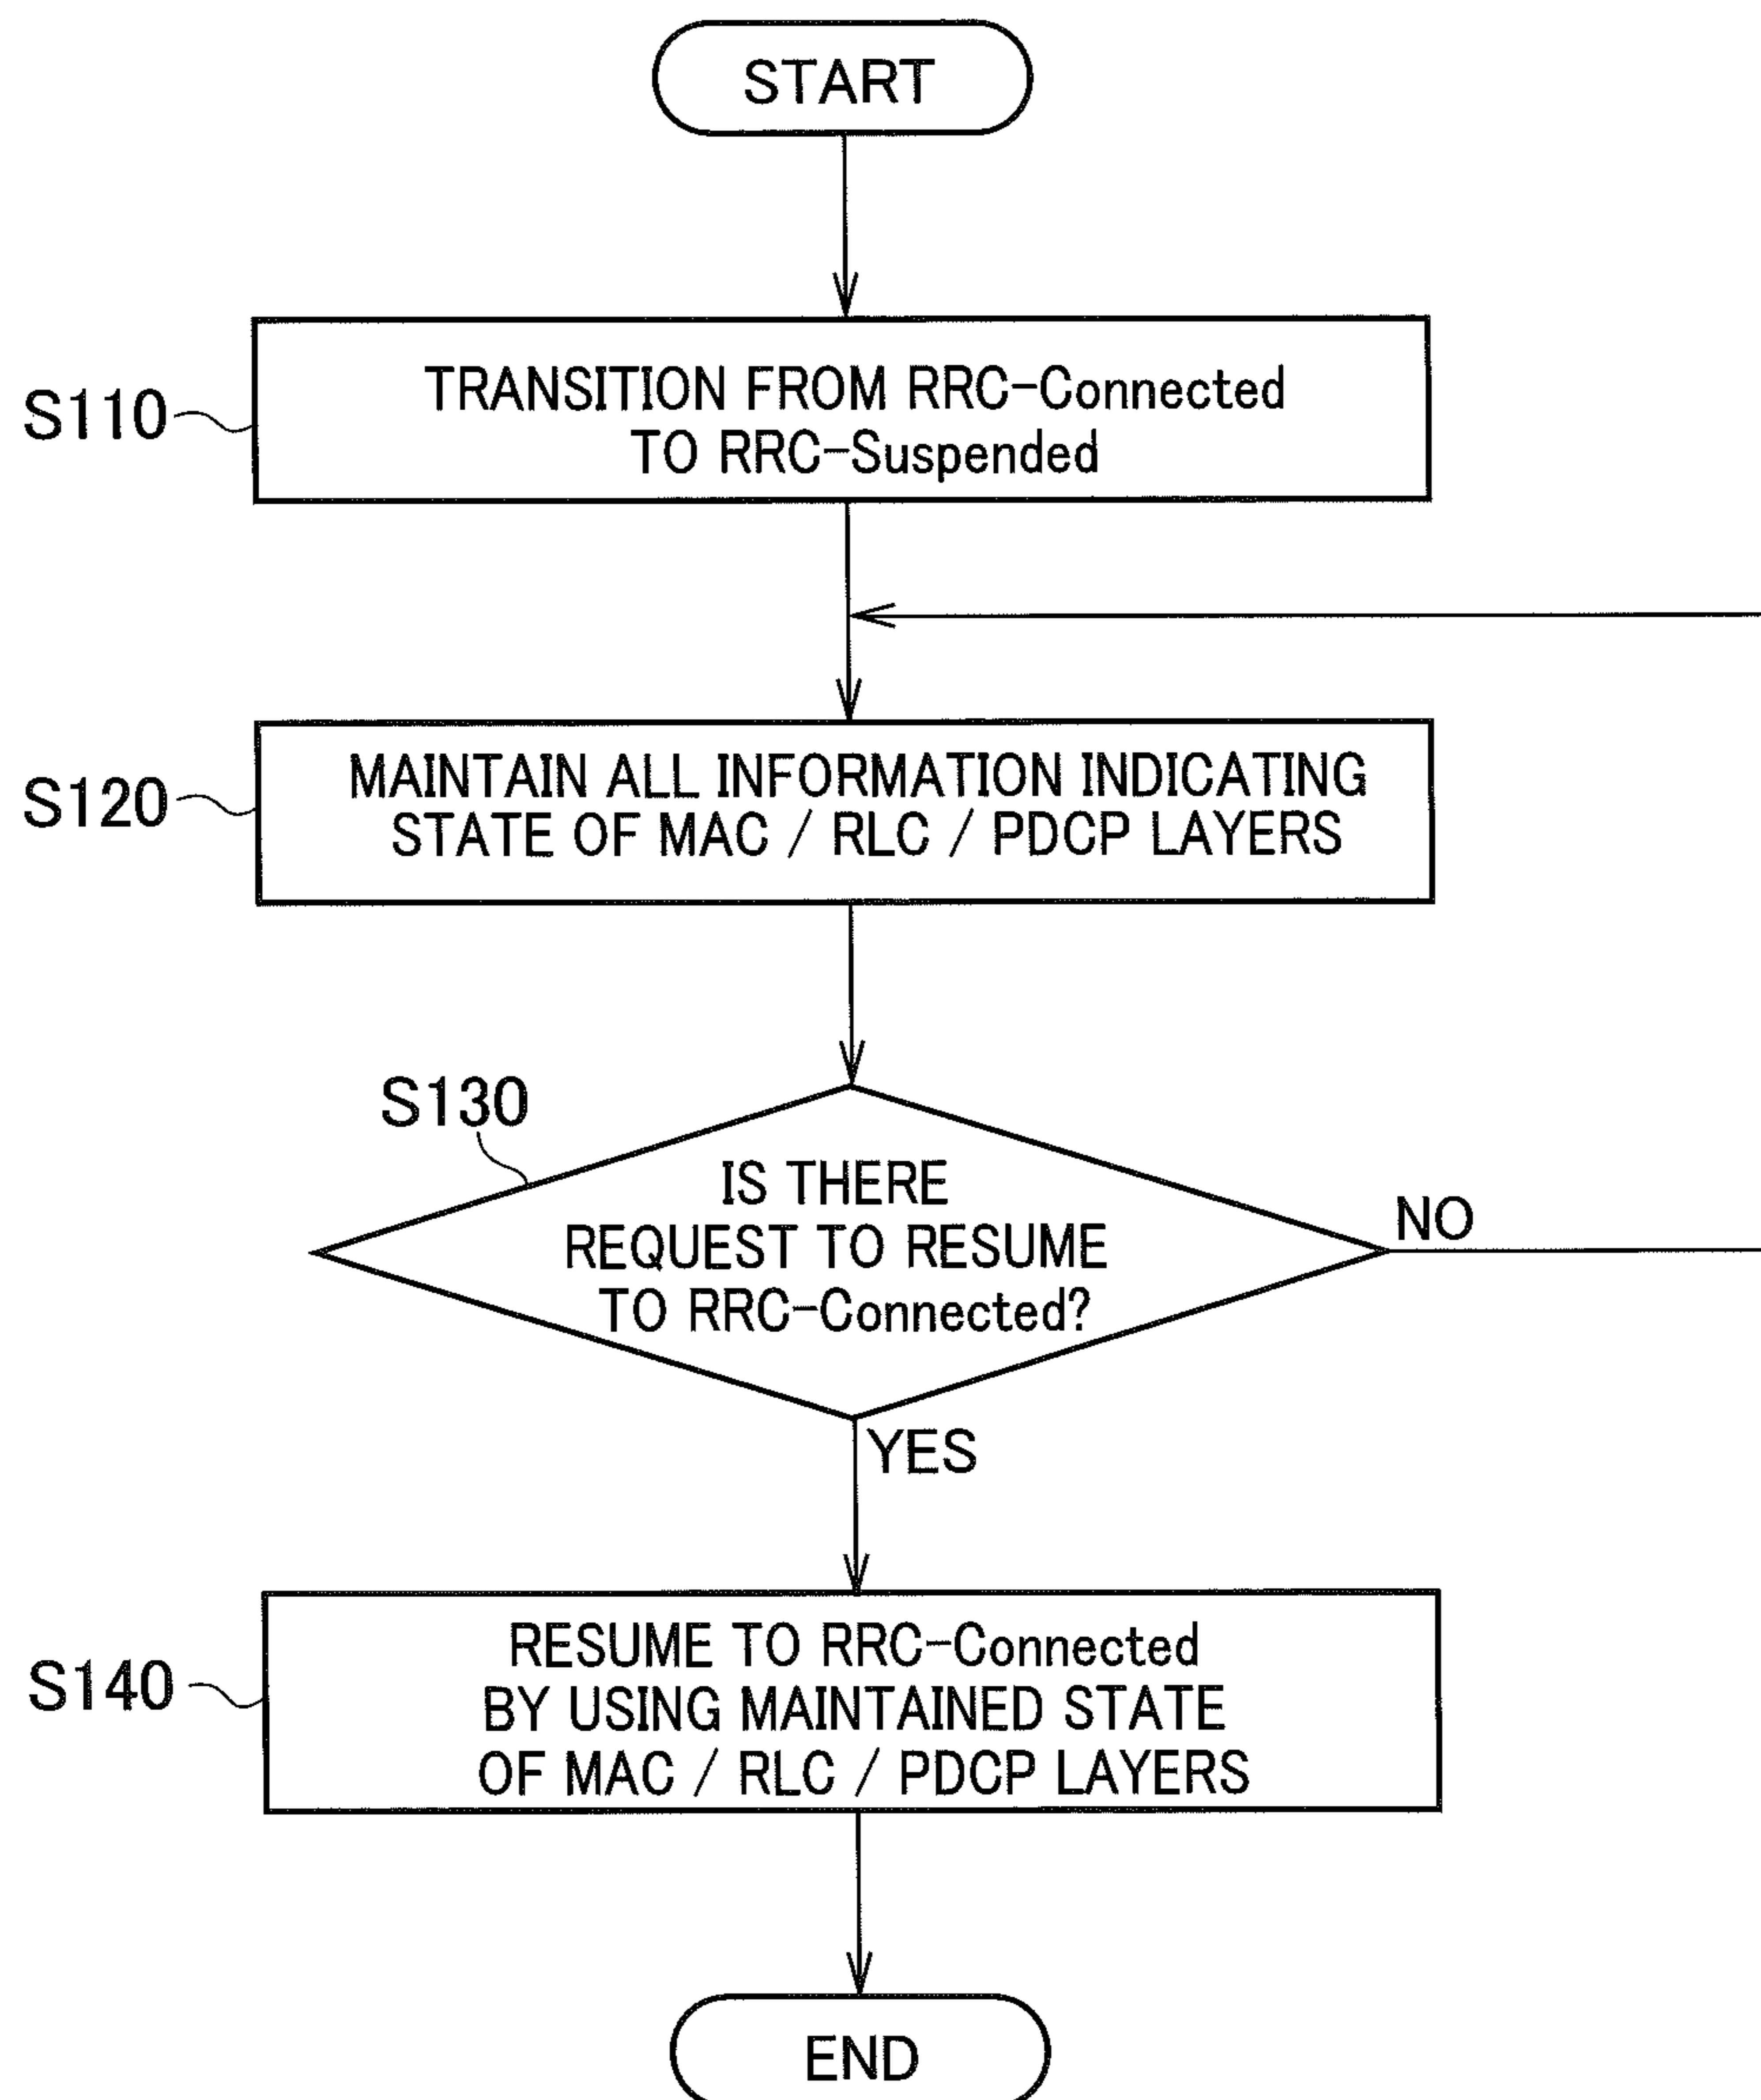 START
S110
TRANSITION FROM RRC-Connected
TO RRC-Suspended
S120
MAINTAIN ALL INFORMATION INDICATING
STATE OF MAC / RLC / PDCP LAYERS
S130
IS THERE
REQUEST TO RESUME
TO RRC-Connected?
NO
YES
S140
RESUME TO RRC-Connected
BY USING MAINTAINED STATE
OF MAC / RLC / PDCP LAYERS
END